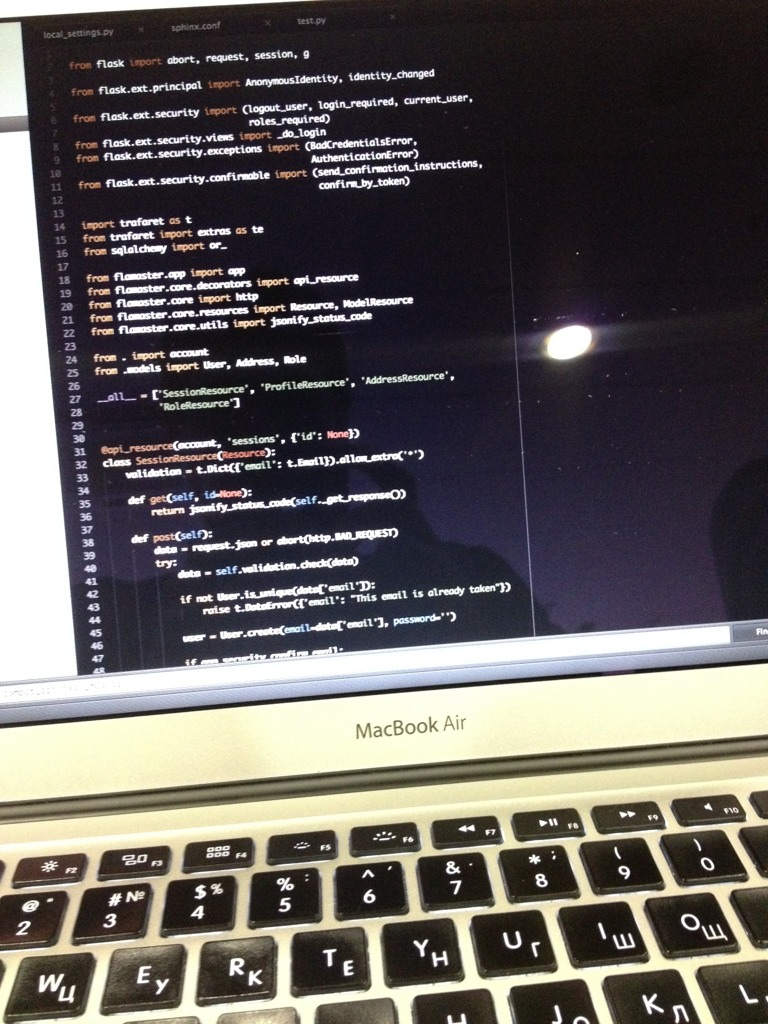 local_settings.py × sphinx.conf × test.py ×
from flask import abort, request, session, g
from flask.ext.principal import AnonymousIdentity, identity_changed
from flask.ext.security import (logout_user, login_required, current_user,
roles_required)
from flask.ext.security.views import _do_login
from flask.ext.security.exceptions import (BadCredentialsError,
AuthenticationError)
from flask.ext.security.confirmable import (send_confirmation_instructions,
confirm_by_token)
import trafaret as t
from trafaret import extras as te
from sqlalchemy import or_
from flamaster.app import app
from flamaster.core.decorators import api_resource
from flamaster.core import http
from flamaster.core.resources import Resource, ModelResource
from flamaster.core.utils import jsonify_status_code
from . import account
from .models import User, Address, Role
__all__ = ['SessionResource', 'ProfileResource', 'AddressResource',
'RoleResource']
@api_resource(account, 'sessions', {'id': None})
class SessionResource(Resource):
validation = t.Dict({'email': t.Email}).allow_extra('*')
def get(self, id=None):
return jsonify_status_code(self._get_response())
def post(self):
data = request.json or abort(http.BAD_REQUEST)
try:
data = self.validation.check(data)
if not User.is_unique(data['email']):
raise t.DataError({'email': "This email is already taken"})
user = User.create(email=data['email'], password='')
if app.security.confirm_email:
Fin
MacBook Air
F2 F3 F4 F5 F6 F7 F8 F9 F10
@ " 2 # № 3 $ % 4 % : 5 ^ , 6 & . 7 * ; 8 ( 9 ) 0
W Ц E У R К T Е Y Н U Г I Ш O Щ
H J О K Л L